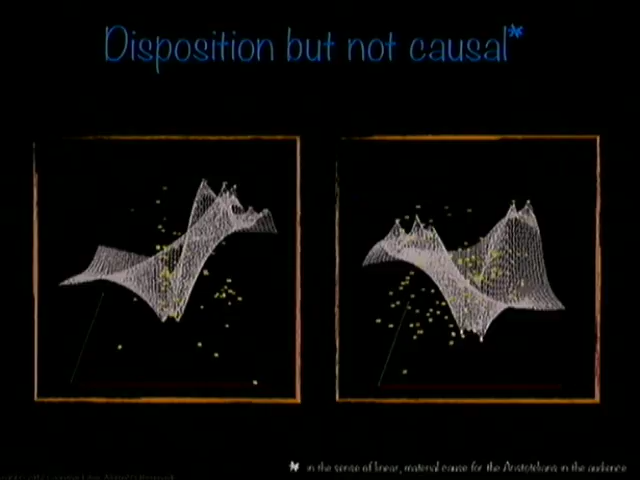 Disposition but not causal*
* in the sense of linear, material cause for the Aristotelians in the audience